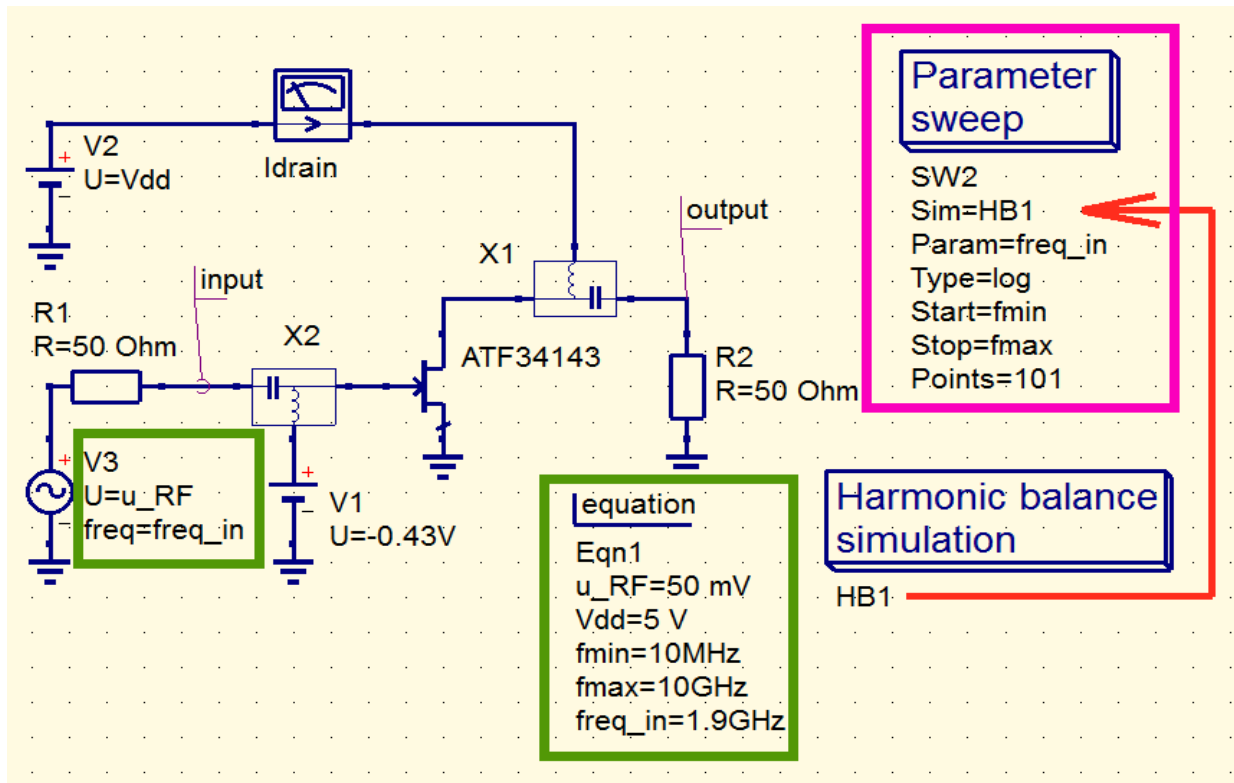 V2
U=Vdd
Idrain
output
X1
input
R1
R=50 Ohm
X2
ATF34143
R2
R=50 Ohm
V3
U=u_RF
freq=freq_in
V1
U=-0.43V
equation
Eqn1
u_RF=50 mV
Vdd=5 V
fmin=10MHz
fmax=10GHz
freq_in=1.9GHz
Parameter
sweep
SW2
Sim=HB1
Param=freq_in
Type=log
Start=fmin
Stop=fmax
Points=101
Harmonic balance
simulation
HB1